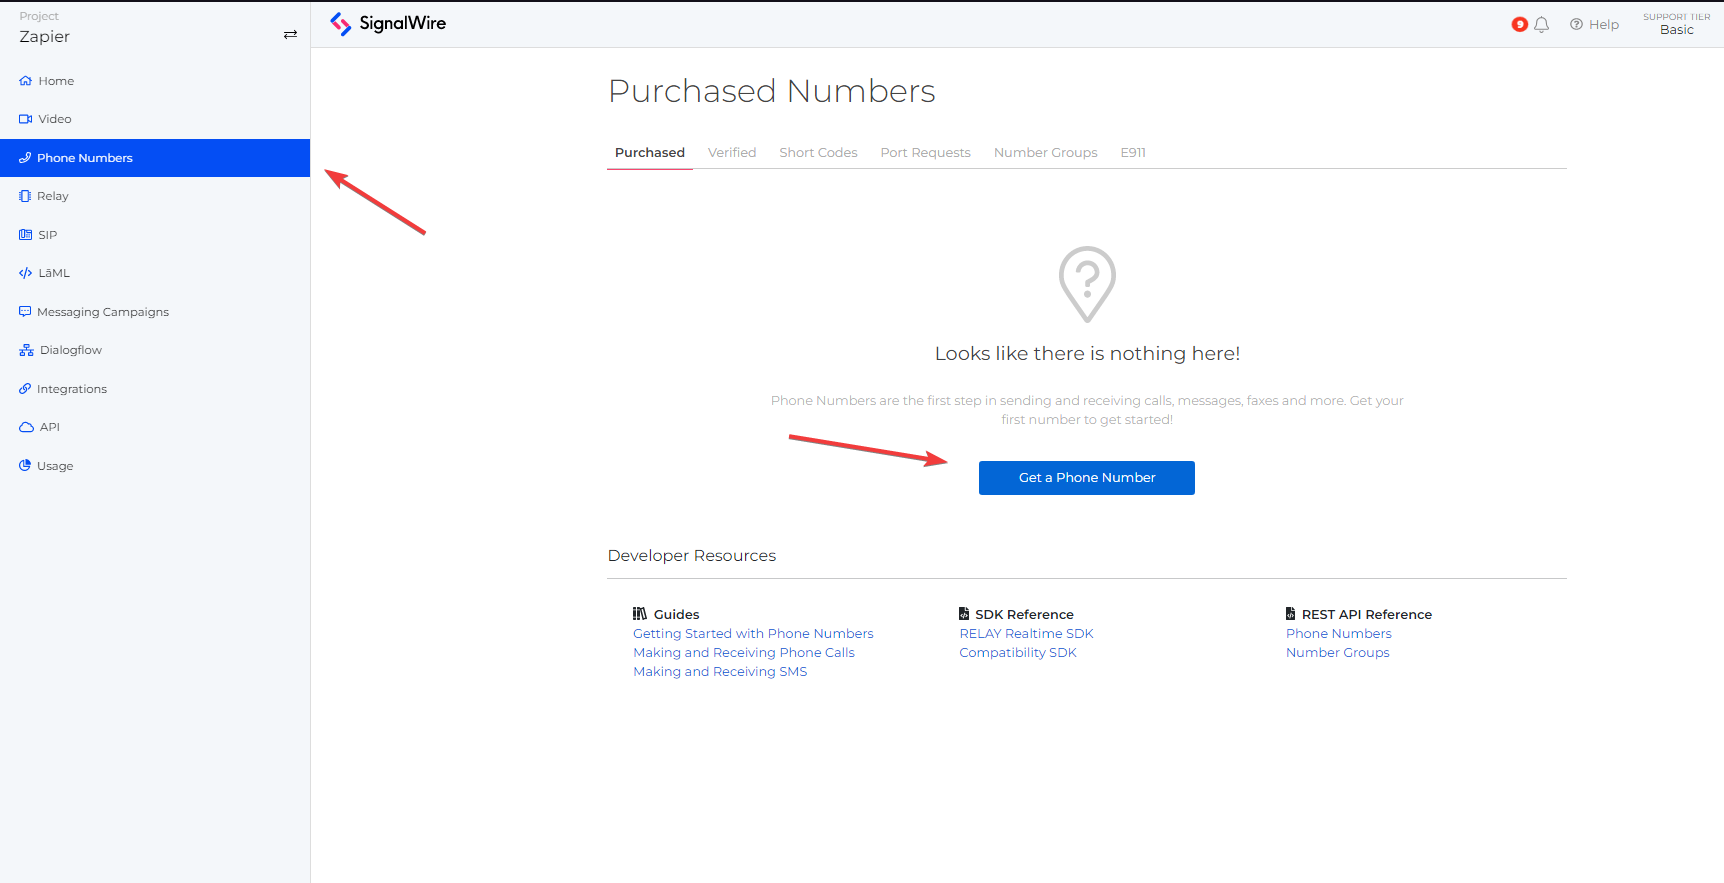 Project
Zapier
Home
Video
Phone Numbers
Relay
SIP
LāML
Messaging Campaigns
Dialogflow
Integrations
API
Usage
SignalWire
9
Help
SUPPORT TIER
Basic
Purchased Numbers
Purchased Verified Short Codes Port Requests Number Groups E911
Looks like there is nothing here!
Phone Numbers are the first step in sending and receiving calls, messages, faxes and more. Get your
first number to get started!
Get a Phone Number
Developer Resources
Guides
Getting Started with Phone Numbers
Making and Receiving Phone Calls
Making and Receiving SMS
SDK Reference
RELAY Realtime SDK
Compatibility SDK
REST API Reference
Phone Numbers
Number Groups